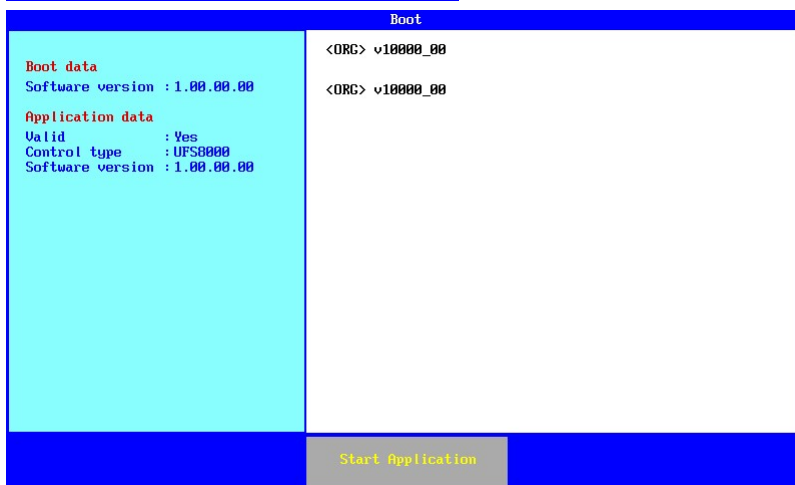 Boot
Boot data
Software version : 1.00.00.00
Application data
Valid : Yes
Control type : UFS8000
Software version : 1.00.00.00
<ORG> v10000_00
<ORG> v10000_00
Start Application